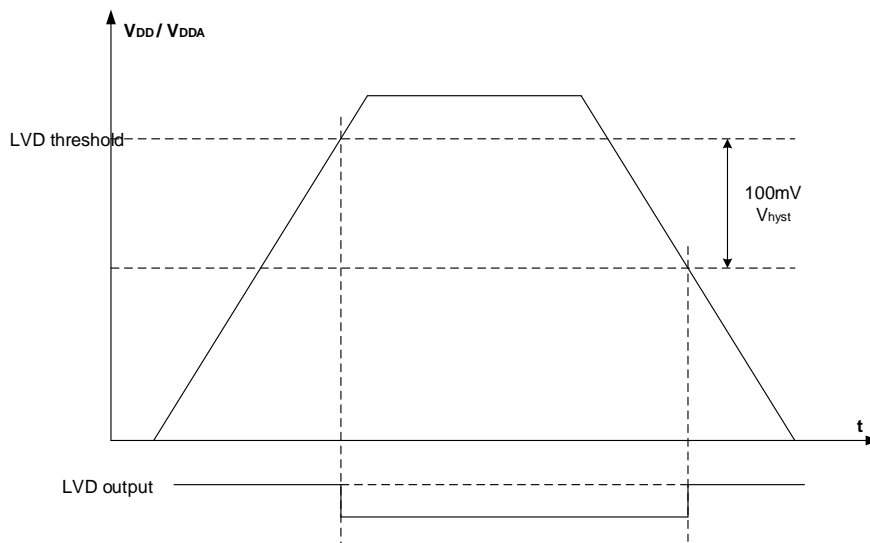 VDD / VDDA
LVD threshold
100mV
Vhyst
t
LVD output